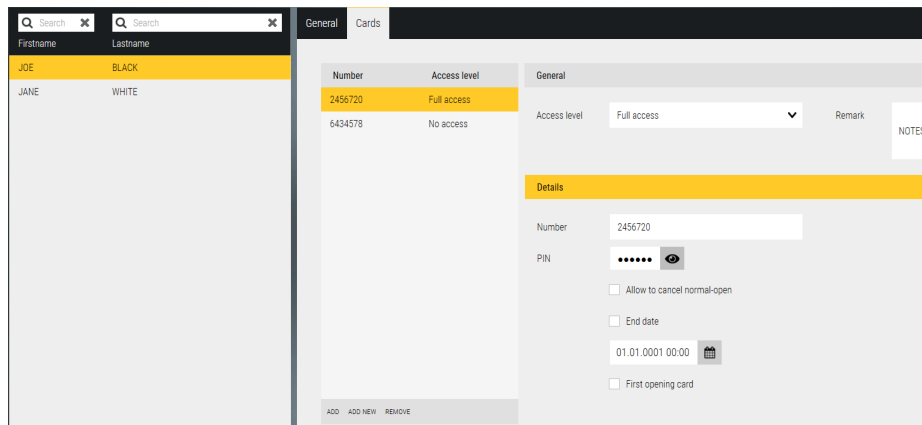 Search Search
Firstname Lastname
JOE BLACK
JANE WHITE
General Cards
Number Access level
2456720 Full access
6434578 No access
ADD ADD NEW REMOVE
General
Access level Full access Remark NOTES
Details
Number 2456720
PIN ••••••
Allow to cancel normal-open
End date
01.01.0001 00:00
First opening card